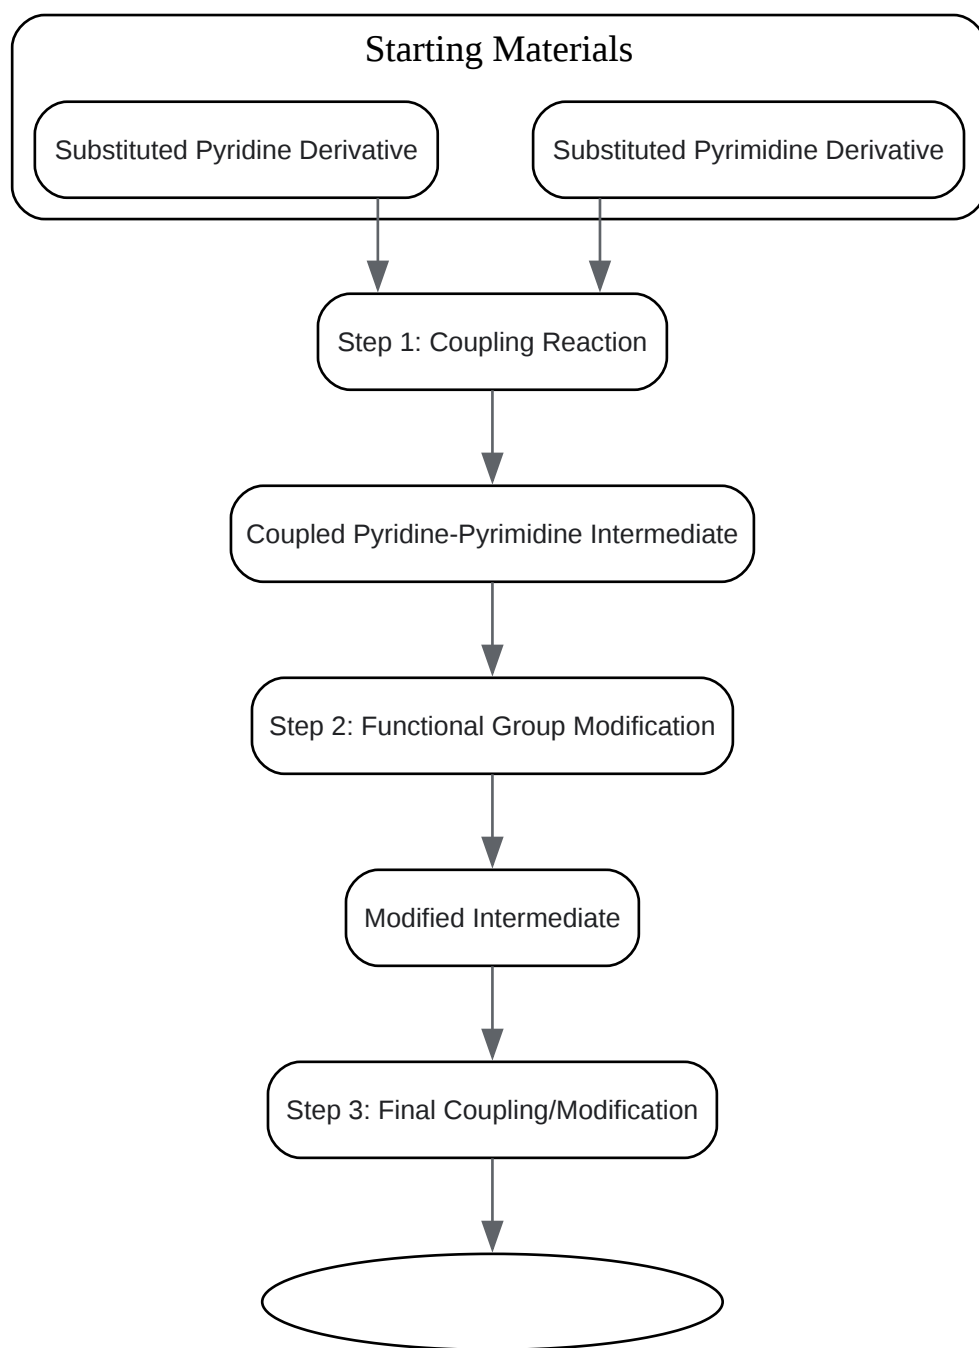 Starting Materials
Substituted Pyridine Derivative
Substituted Pyrimidine Derivative
Step 1: Coupling Reaction
Coupled Pyridine-Pyrimidine Intermediate
Step 2: Functional Group Modification
Modified Intermediate
Step 3: Final Coupling/Modification